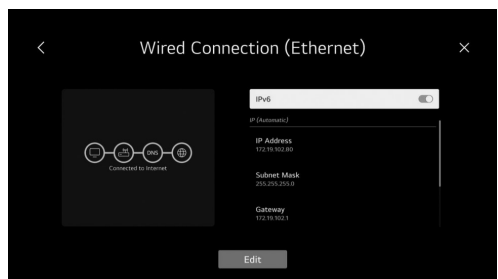 Wired Connection (Ethernet)
IPv6
IP (Automatic)
IP Address
172.19.102.80
Subnet Mask
255.255.255.0
Gateway
172.19.102.1
DNS
Connected to Internet
Edit